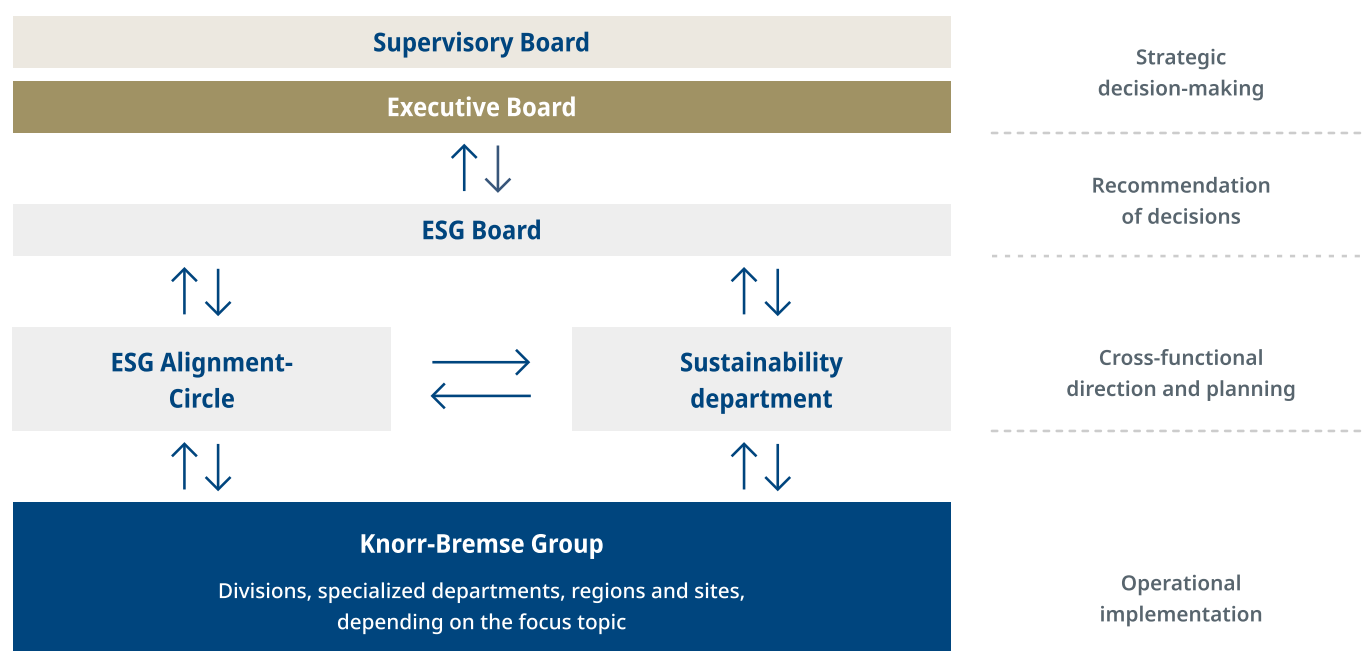 Supervisory Board
Executive Board
Strategic
decision-making
ESG Board
Recommendation
of decisions
ESG Alignment-
Circle
Sustainability
department
Cross-functional
direction and planning
Knorr-Bremse Group
Divisions, specialized departments, regions and sites,
depending on the focus topic
Operational
implementation